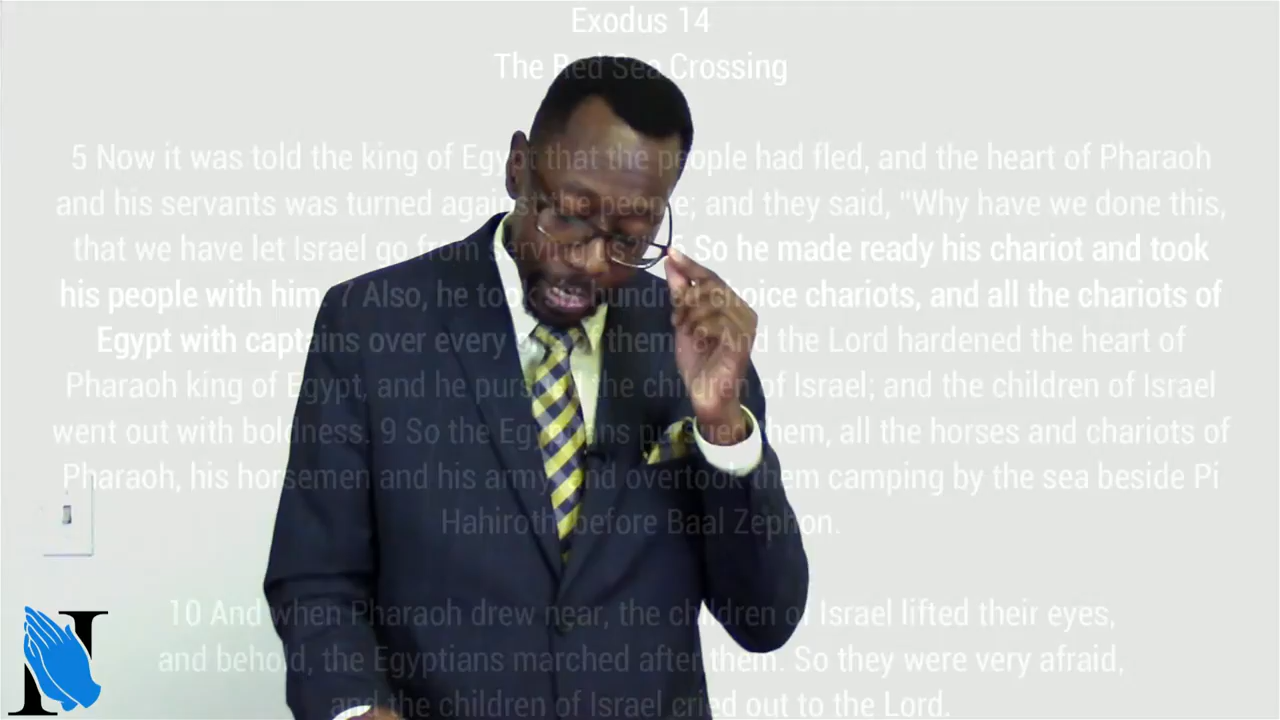 Exodus 14
The Red Sea Crossing
5 Now it was told the king of Egypt that the people had fled, and the heart of Pharaoh
and his servants was turned against the people; and they said, “Why have we done this,
that we have let Israel go from So he made ready his chariot and took
his people with him. 7 Also, he took choice chariots, and all the chariots of
Egypt with captains over every of them. 8 And the Lord hardened the heart of
Pharaoh king of Egypt, and he pursued the children of Israel; and the children of Israel
went out with boldness. 9 So the Egyptians pursued them, all the horses and chariots of
Pharaoh, his horsemen and his army and overtook them camping by the sea beside Pi
Hahiroth before Baal Zephon.
10 And when Pharaoh drew near, the children of Israel lifted their eyes,
and behold, the Egyptians marched after them. So they were very afraid,
and the children of Israel cried out to the Lord.
N